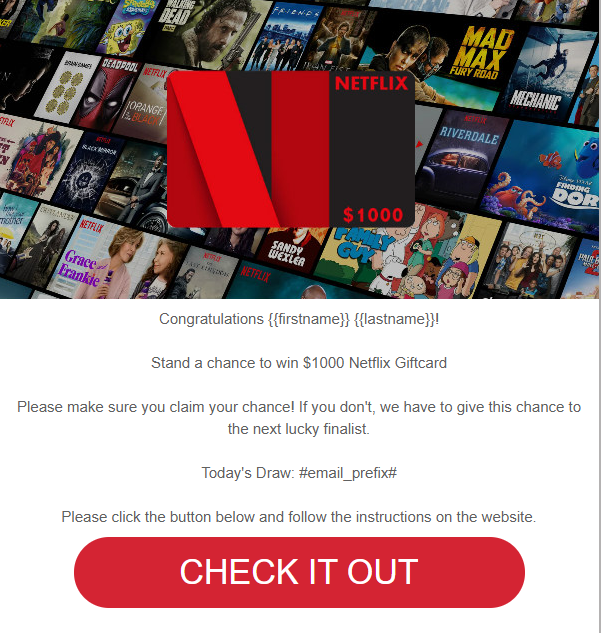 THE WALKING
DEAD
FRIENDS
MAD
MAX
FURY ROAD
BRAIN GAMES
DEADPOOL
NETFLIX
MECHANIC
NETFLIX
ORANGE
BLACK
RIVERDALE
BLACK MIRROR
FINDING
DOR
mother
OUTLANDER
NETFLIX
$1000
NETFLIX
Grace
and
Frankie
NETFLIX
SANDY
WEXLER
FAMILY
GUY
Congratulations {{firstname}} {{lastname}}!
Stand a chance to win $1000 Netflix Giftcard
Please make sure you claim your chance! If you don't, we have to give this chance to
the next lucky finalist.
Today's Draw: #email_prefix#
Please click the button below and follow the instructions on the website.
CHECK IT OUT